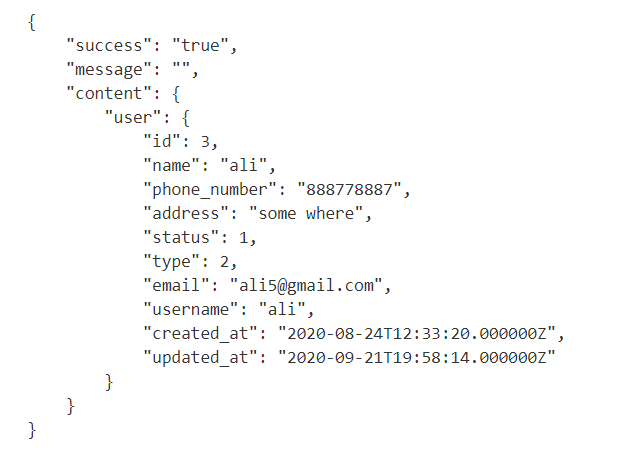 {
    "success": "true",
    "message": "",
    "content": {
        "user": {
            "id": 3,
            "name": "ali",
            "phone_number": "888778887",
            "address": "some where",
            "status": 1,
            "type": 2,
            "email": "ali5@gmail.com",
            "username": "ali",
            "created_at": "2020-08-24T12:33:20.000000Z",
            "updated_at": "2020-09-21T19:58:14.000000Z"
        }
    }
}